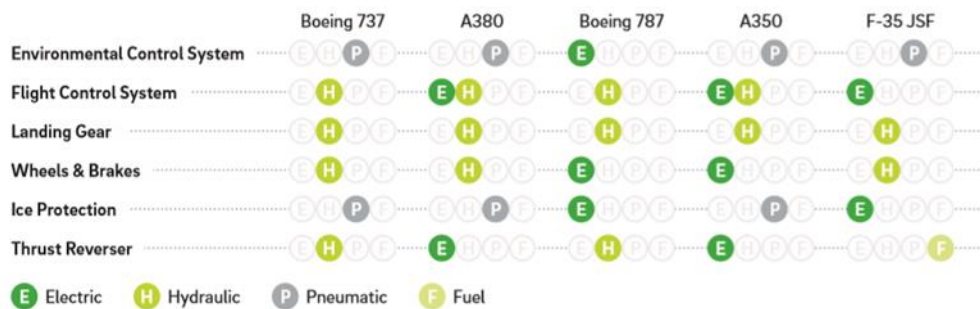 Boeing 737 A380 Boeing 787 A350 F-35 JSF
Environmental Control System E H P F E H P F E H P F E H P F E H P F
Flight Control System E H P F E H P F E H P F E H P F E H P F
Landing Gear E H P F E H P F E H P F E H P F E H P F
Wheels & Brakes E H P F E H P F E H P F E H P F E H P F
Ice Protection E H P F E H P F E H P F E H P F E H P F
Thrust Reverser E H P F E H P F E H P F E H P F E H P F
E Electric H Hydraulic P Pneumatic F Fuel